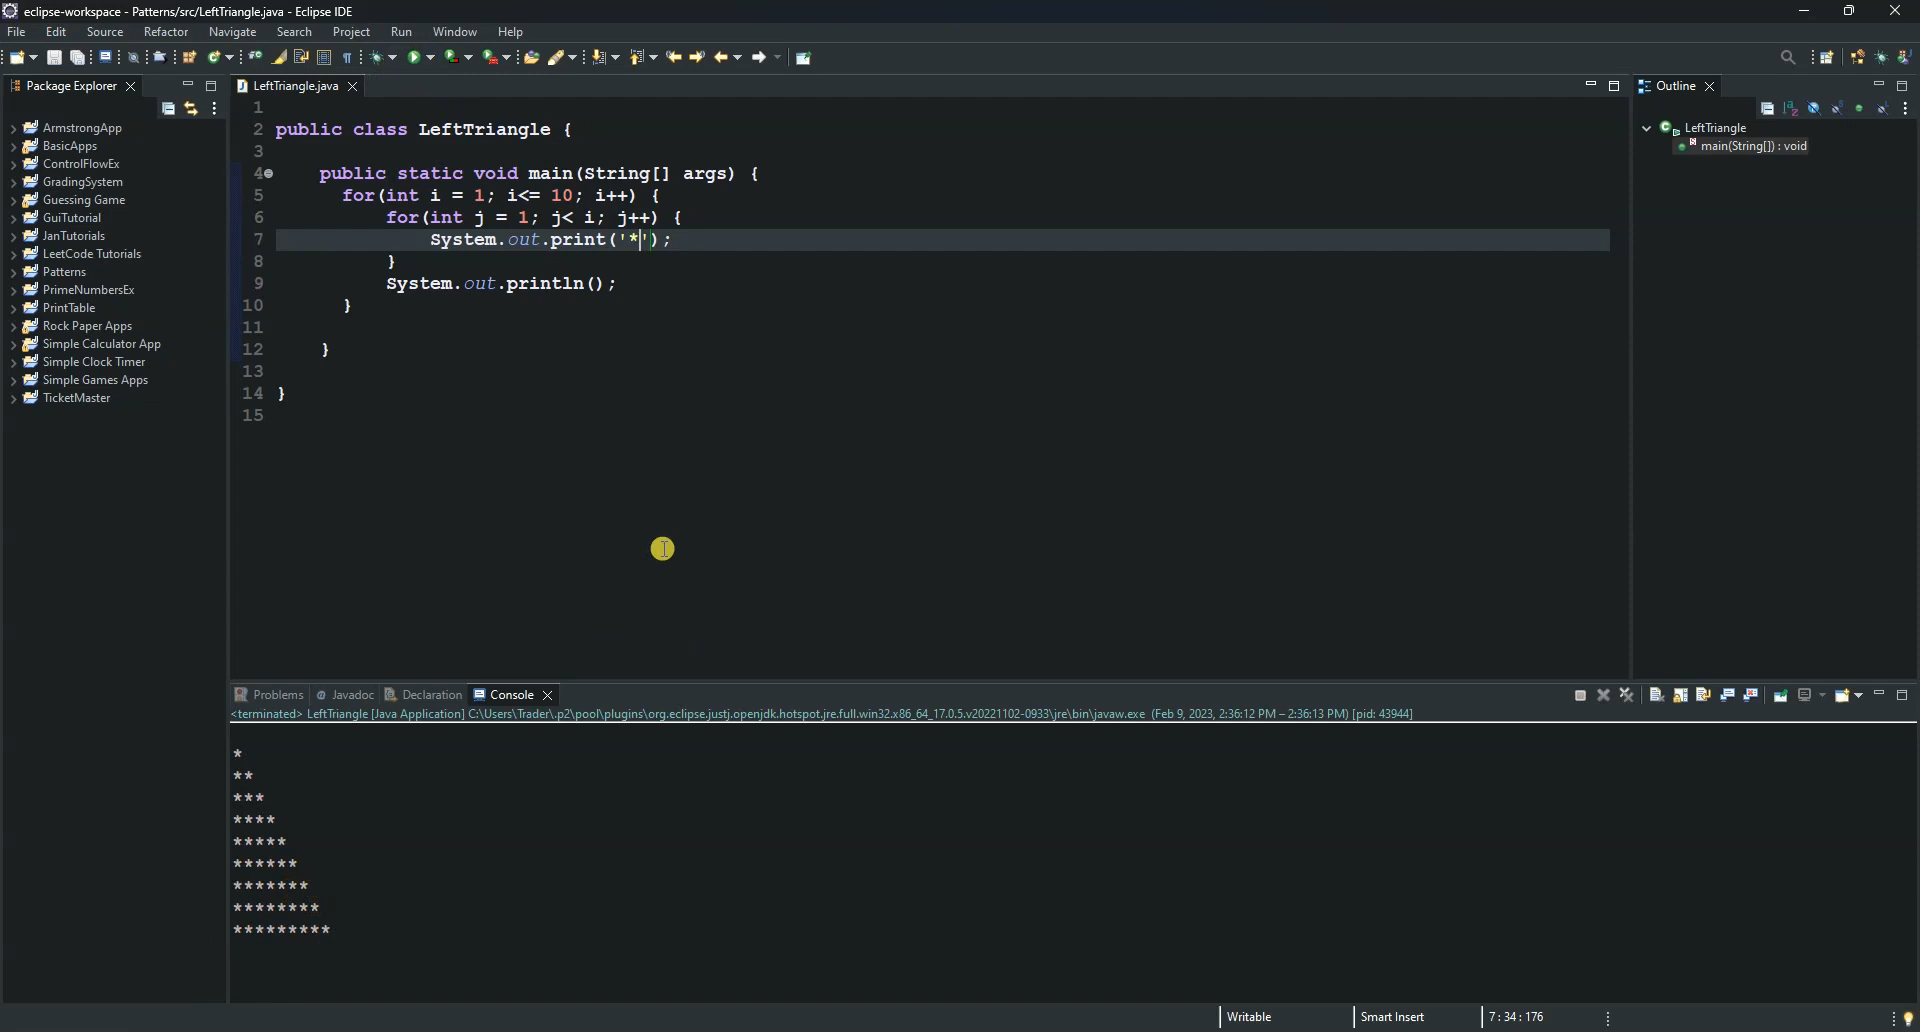 eclipse-workspace - Patterns/src/LeftTriangle.java - Eclipse IDE
File Edit Source Refactor Navigate Search Project Run Window Help
Package Explorer
ArmstrongApp
BasicApps
ControlFlowEx
GradingSystem
Guessing Game
GuiTutorial
JanTutorials
LeetCode Tutorials
Patterns
PrimeNumbersEx
PrintTable
Rock Paper Apps
Simple Calculator App
Simple Clock Timer
Simple Games Apps
TicketMaster
LeftTriangle.java
1
2 public class LeftTriangle {
3
4 public static void main(String[] args) {
5 for(int i = 1; i<= 10; i++) {
6 for(int j = 1; j< i; j++) {
7 System.out.print('*');
8 }
9 System.out.println();
10 }
11
12 }
13
14 }
15
Outline
LeftTriangle
main(String[]) : void
Problems Javadoc Declaration Console
<terminated> LeftTriangle [Java Application] C:\Users\Trader\.p2\pool\plugins\org.eclipse.justj.openjdk.hotspot.jre.full.win32.x86_64_17.0.5.v20221102-0933\jre\bin\javaw.exe (Feb 9, 2023, 2:36:12 PM – 2:36:13 PM) [pid: 43944]
*
**
***
****
*****
******
*******
********
*********
Writable Smart Insert 7 : 34 : 176